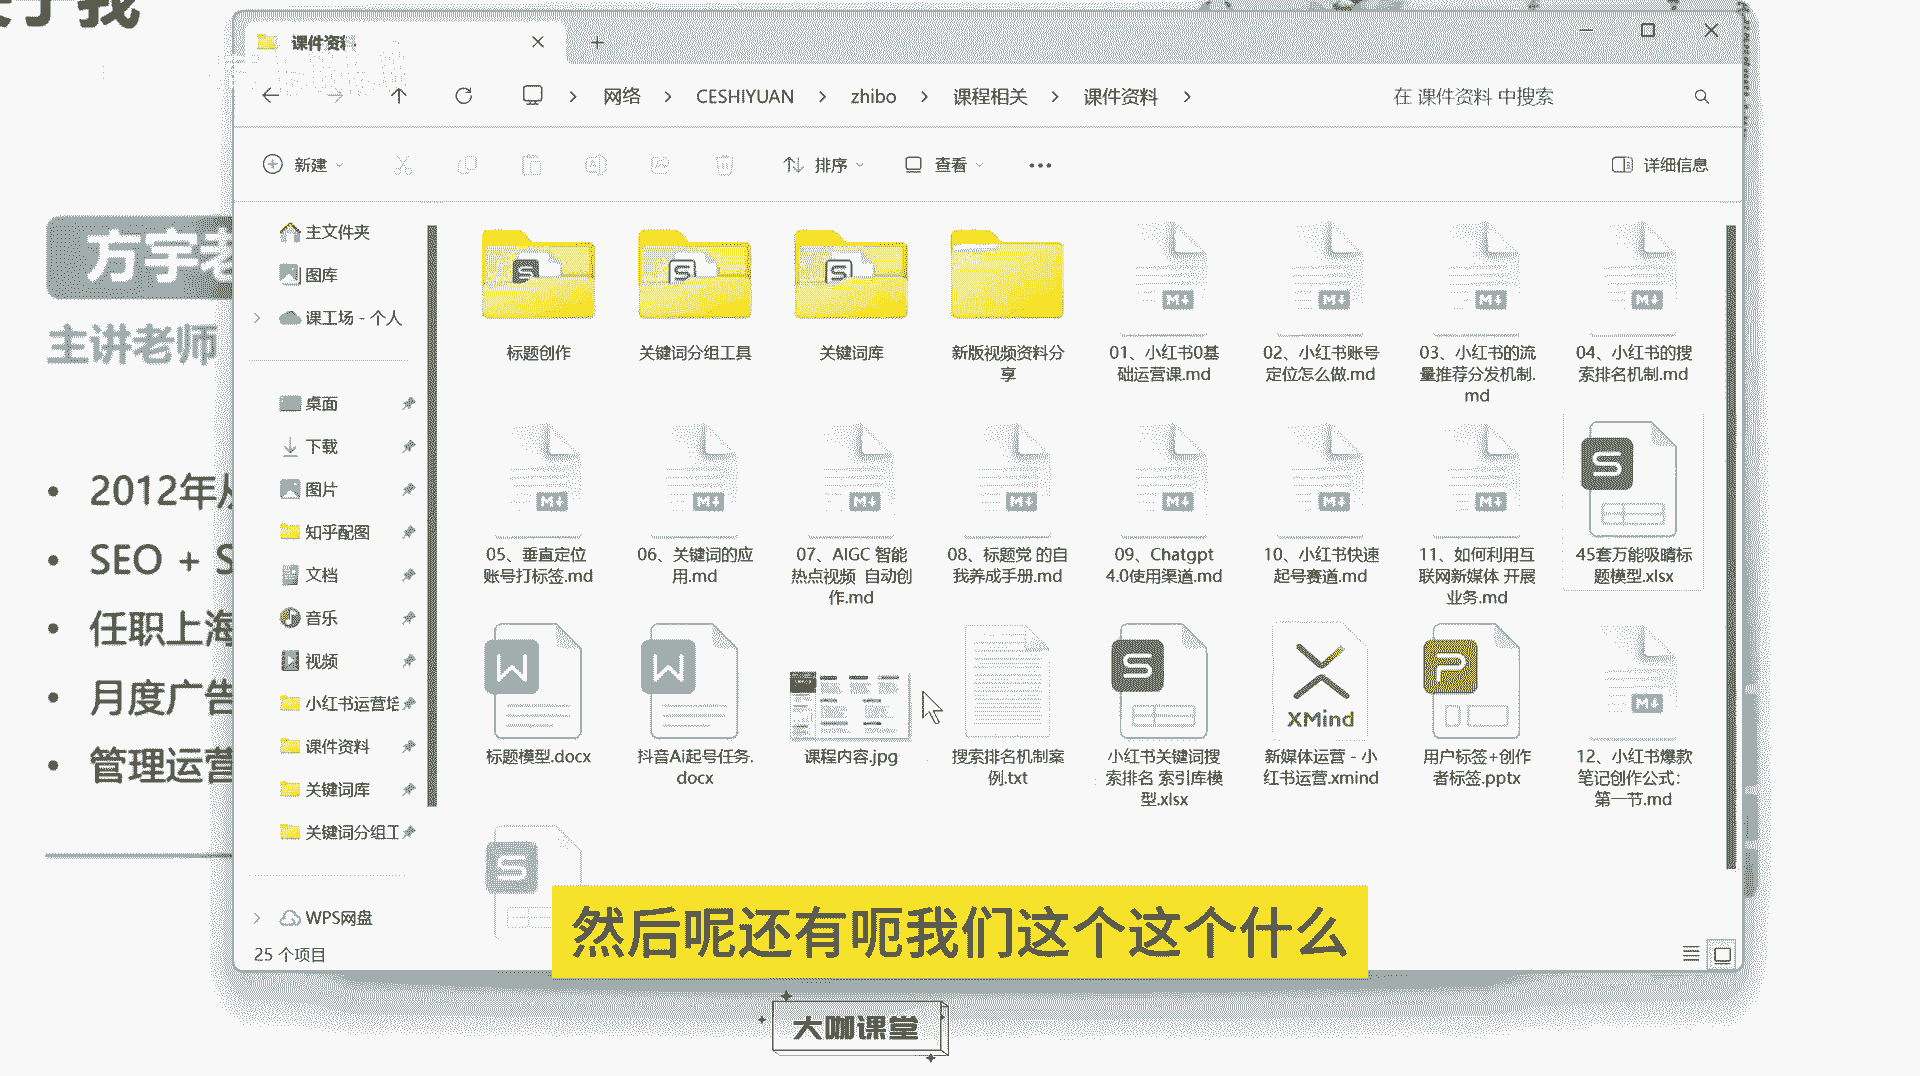 课件资料
网络 > CESHIYUAN > zhibo > 课程相关 > 课件资料 >
在 课件资料 中搜索
新建
排序
查看
详细信息
主文件夹
图库
课工场 - 个人
桌面
下载
图片
知乎配图
文档
音乐
视频
小红书运营培
课件资料
关键词库
关键词分组工
WPS网盘
25 个项目
标题创作
关键词分组工具
关键词库
新版视频资料分
享
01、小红书0基
础运营课.md
02、小红书账号
定位怎么做.md
03、小红书的流
量推荐分发机制.
md
04、小红书的搜
索排名机制.md
05、垂直定位
账号打标签.md
06、关键词的应
用.md
07、AIGC 智能
热点视频 自动创
作.md
08、标题党 的自
我养成手册.md
09、Chatgpt
4.0使用渠道.md
10、小红书快速
起号赛道.md
11、如何利用互
联网新媒体 开展
业务.md
45套万能吸睛标
题模型.xlsx
标题模型.docx
抖音Ai起号任务.
docx
课程内容.jpg
搜索排名机制案
例.txt
小红书关键词搜
索排名 索引库模
型.xlsx
XMind
新媒体运营 - 小
红书运营.xmind
用户标签+创作
者标签.pptx
12、小红书爆款
笔记创作公式:
第一节.md
方宇老
主讲老师
• 2012年从
• SEO + S
• 任职上海
• 月度广告
• 管理运营
然后呢还有呃我们这个这个什么
大咖课堂